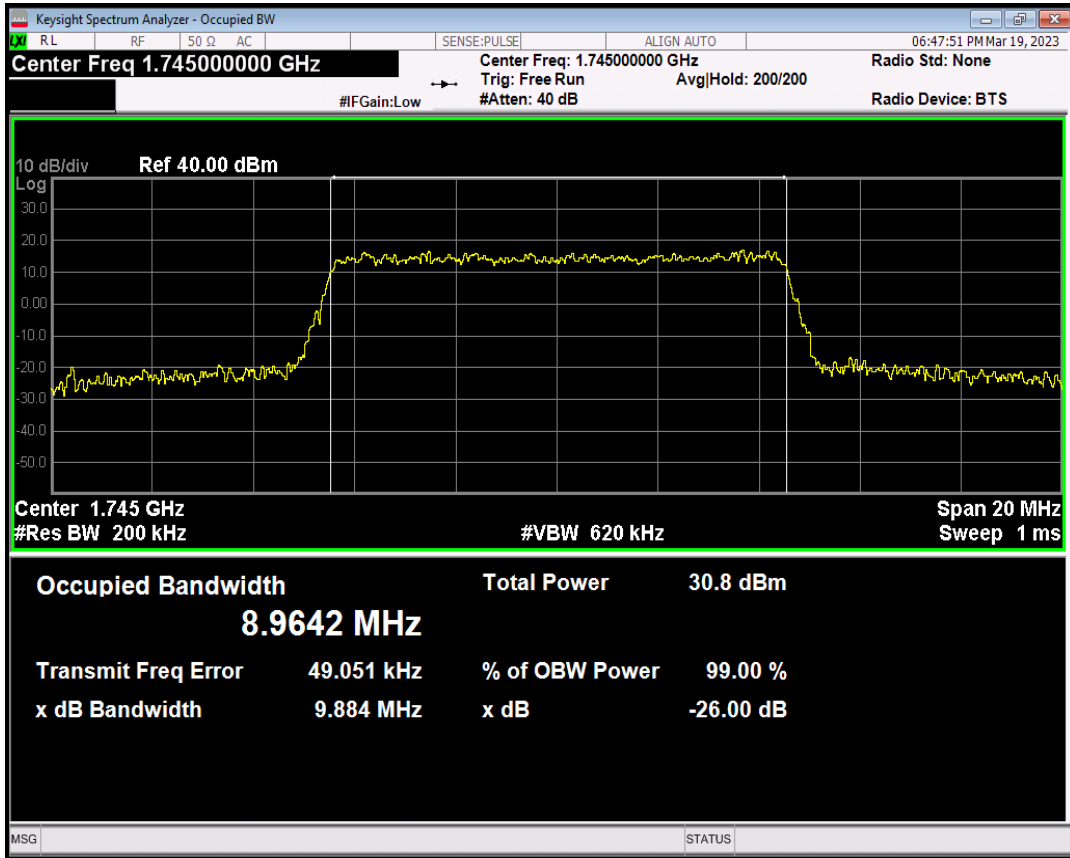 Keysight Spectrum Analyzer - Occupied BW
LXI RL RF 50 Ω AC SENSE:PULSE ALIGN AUTO 06:47:51 PM Mar 19, 2023
Center Freq 1.745000000 GHz
Center Freq: 1.745000000 GHz
Radio Std: None
Trig: Free Run Avg|Hold: 200/200
#IFGain:Low #Atten: 40 dB Radio Device: BTS
10 dB/div Ref 40.00 dBm
Log
30.0
20.0
10.0
0.00
-10.0
-20.0
-30.0
-40.0
-50.0
Center 1.745 GHz Span 20 MHz
#Res BW 200 kHz #VBW 620 kHz Sweep 1 ms
Occupied Bandwidth Total Power 30.8 dBm
8.9642 MHz
Transmit Freq Error 49.051 kHz % of OBW Power 99.00 %
x dB Bandwidth 9.884 MHz x dB -26.00 dB
MSG STATUS